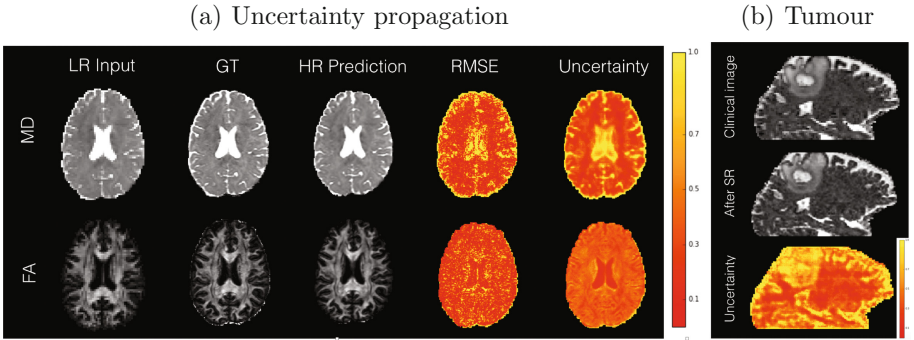 (a) Uncertainty propagation
(b) Tumour
LR Input GT HR Prediction RMSE Uncertainty
MD
FA
1.0
0.7
0.5
0.3
0.1
Clinical image
After SR
Uncertainty